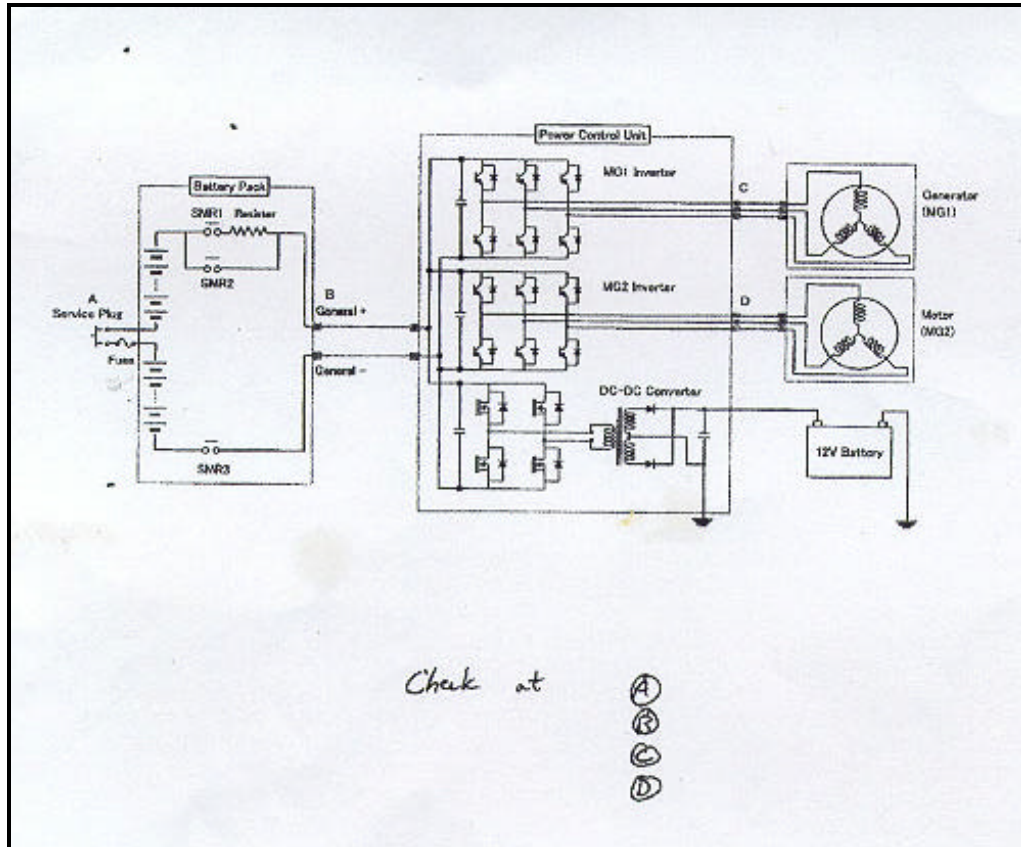 Power Control Unit
MG1 Inverter
C
Generator
(MG1)
Battery Pack
SMR1 Resister
SMR2
A
Service Plug
Fuse
B
General +
General -
MG2 Inverter
D
Motor
(MG2)
DC-DC Converter
12V Battery
SMR3
Check at A
B
C
D